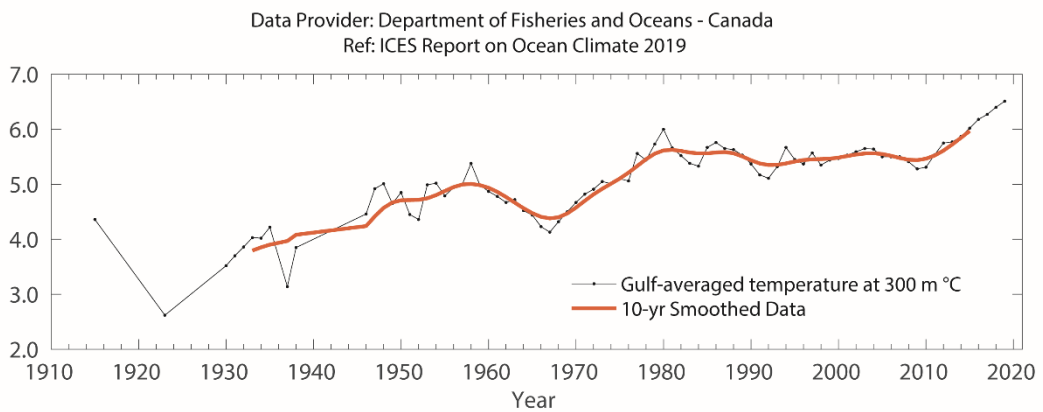 Data Provider: Department of Fisheries and Oceans - Canada
Ref: ICES Report on Ocean Climate 2019
7.0
6.0
5.0
4.0
3.0
2.0
Gulf-averaged temperature at 300 m °C
10-yr Smoothed Data
1910 1920 1930 1940 1950 1960 1970 1980 1990 2000 2010 2020
Year